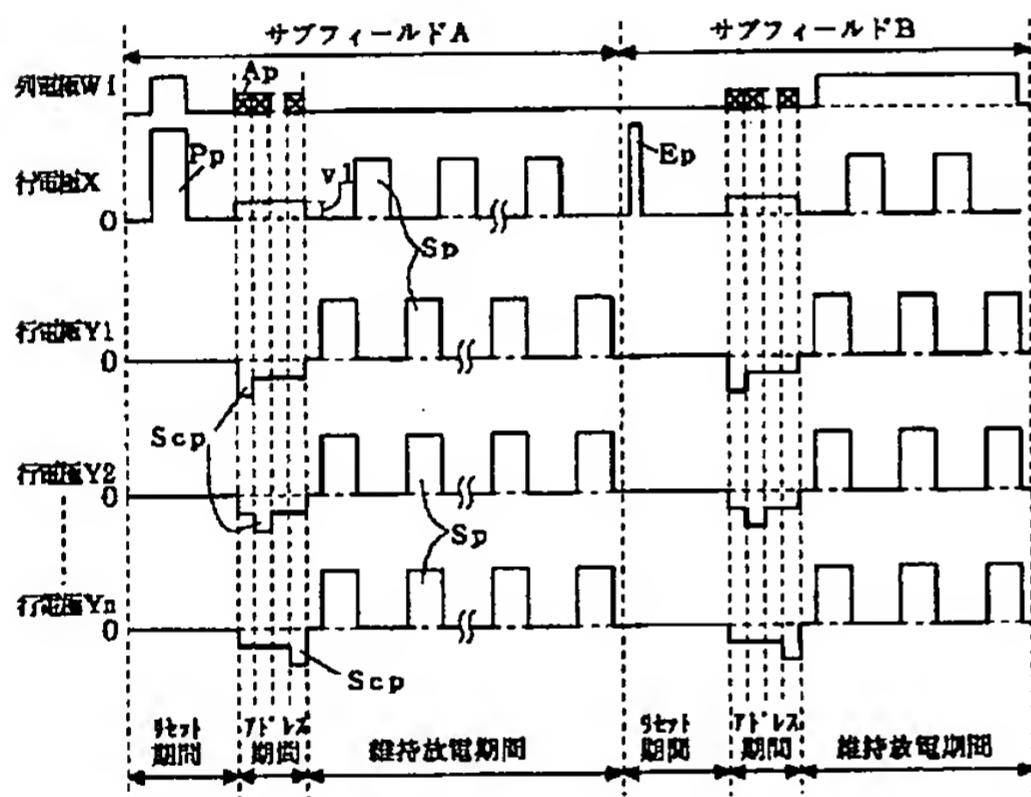 サブフィールドA
サブフィールドB
列電極W1
Ap
行電極X
0
Pp
v1
Ep
Sp
行電極Y1
0
Scp
行電極Y2
0
Sp
行電極Yn
0
Scp
リセット期間
アドレス期間
維持放電期間
リセット期間
アドレス期間
維持放電期間